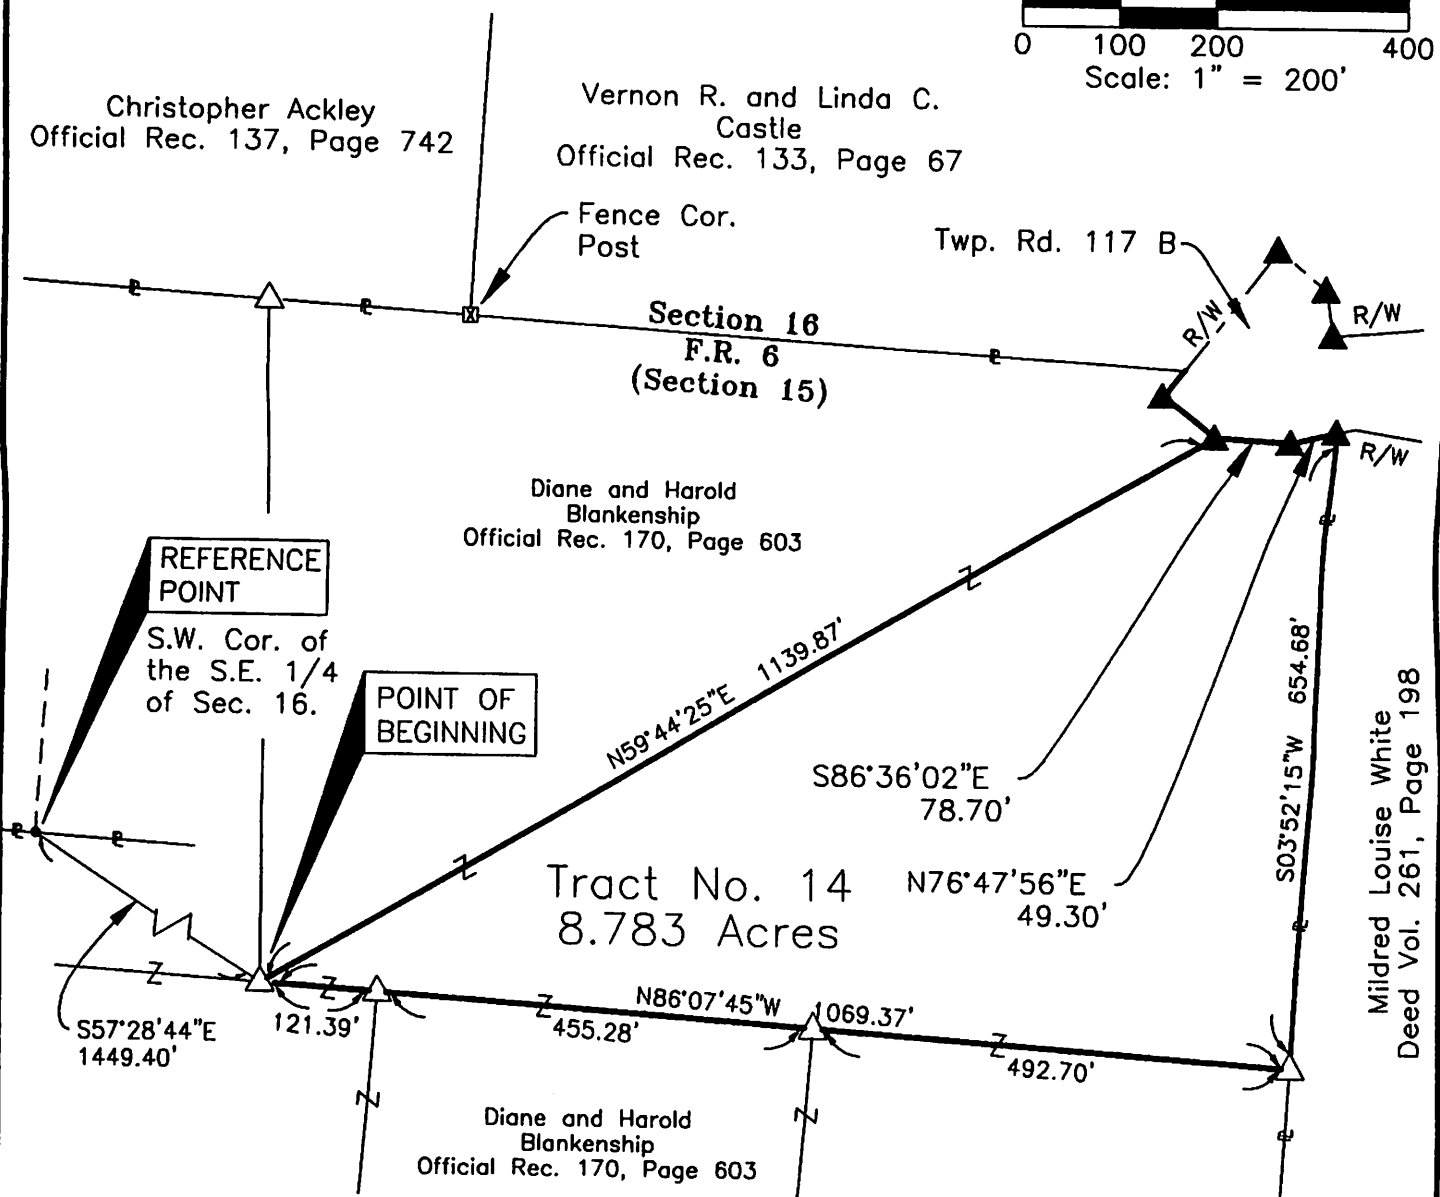 0 100 200 400
Scale: 1" = 200'
Christopher Ackley
Official Rec. 137, Page 742
Vernon R. and Linda C.
Castle
Official Rec. 133, Page 67
Fence Cor.
Post
Twp. Rd. 117 B
R/W
R/W
R/W
Section 16
F.R. 6
(Section 15)
Diane and Harold
Blankenship
Official Rec. 170, Page 603
REFERENCE
POINT
S.W. Cor. of
the S.E. 1/4
of Sec. 16.
POINT OF
BEGINNING
N59°44'25"E 1139.87'
S86°36'02"E
78.70'
N76°47'56"E
49.30'
S03°52'15"W 654.68'
Mildred Louise White
Deed Vol. 261, Page 198
Tract No. 14
8.783 Acres
S57°28'44"E
1449.40'
N86°07'45"W 1069.37'
121.39'
455.28'
492.70'
Diane and Harold
Blankenship
Official Rec. 170, Page 603